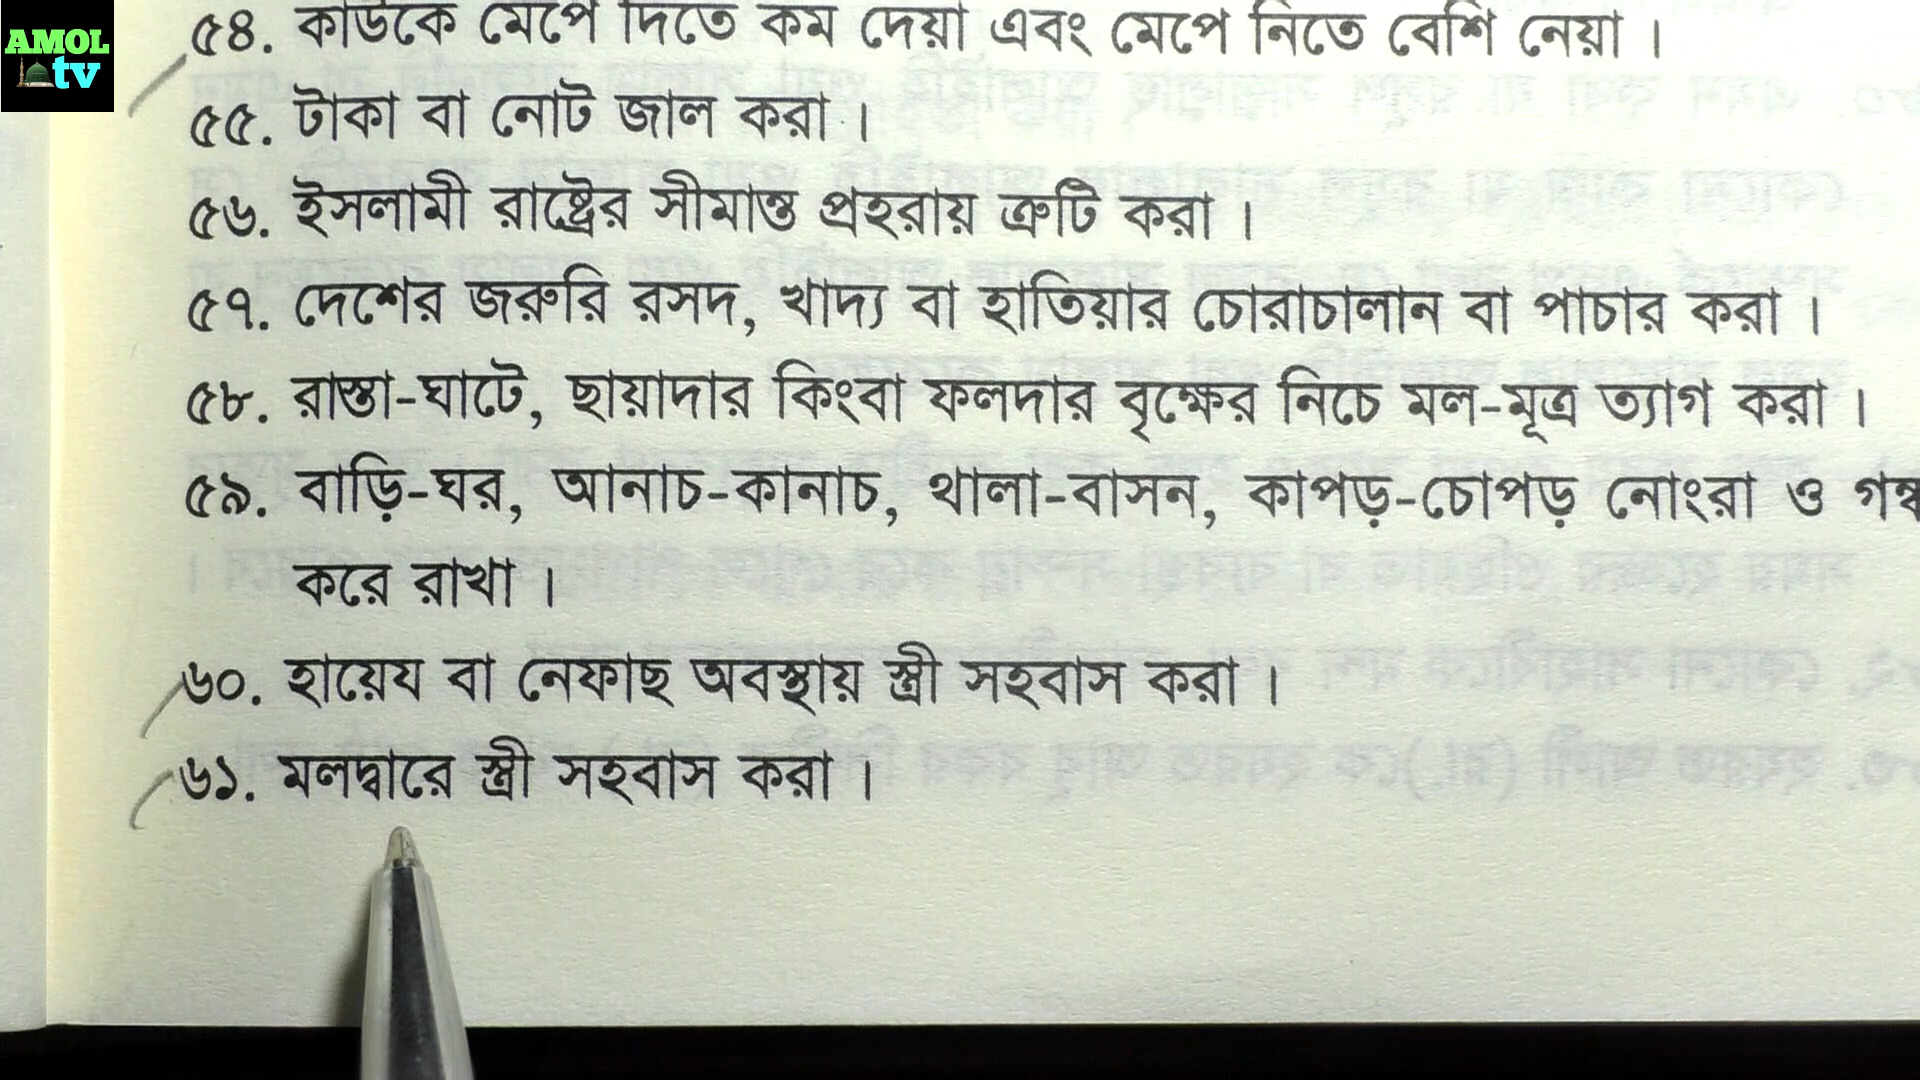 AMOL
tv
৫৪. কাউকে মেপে দিতে কম দেয়া এবং মেপে নিতে বেশি নেয়া।
৫৫. টাকা বা নোট জাল করা।
৫৬. ইসলামী রাষ্ট্রের সীমান্ত প্রহরায় ত্রুটি করা।
৫৭. দেশের জরুরি রসদ, খাদ্য বা হাতিয়ার চোরাচালান বা পাচার করা।
৫৮. রাস্তা-ঘাটে, ছায়াদার কিংবা ফলদার বৃক্ষের নিচে মল-মূত্র ত্যাগ করা।
৫৯. বাড়ি-ঘর, আনাচ-কানাচ, থালা-বাসন, কাপড়-চোপড় নোংরা ও
করে রাখা।
৬০. হায়েয বা নেফাছ অবস্থায় স্ত্রী সহবাস করা।
৬১. মলদ্বারে স্ত্রী সহবাস করা।